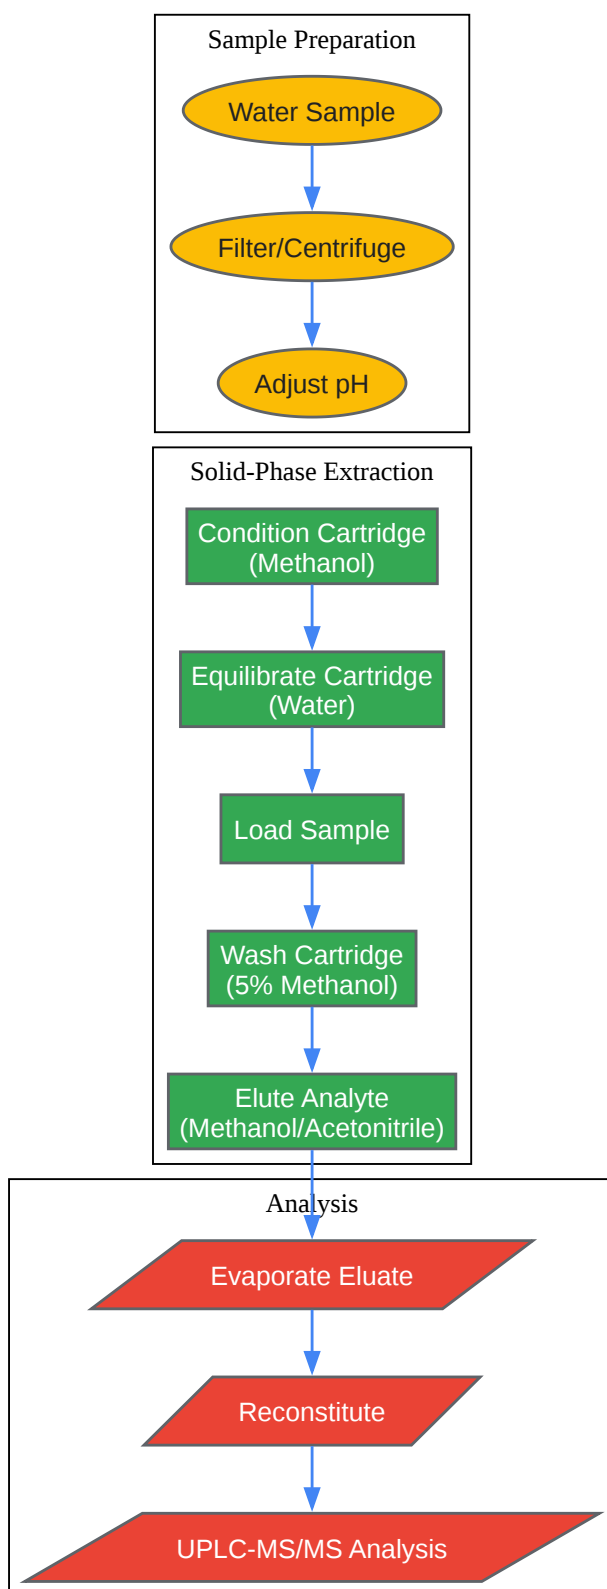 Sample Preparation
Water Sample
Filter/Centrifuge
Adjust pH
Solid-Phase Extraction
Condition Cartridge
(Methanol)
Equilibrate Cartridge
(Water)
Load Sample
Wash Cartridge
(5% Methanol)
Elute Analyte
(Methanol/Acetonitrile)
Analysis
Evaporate Eluate
Reconstitute
UPLC-MS/MS Analysis